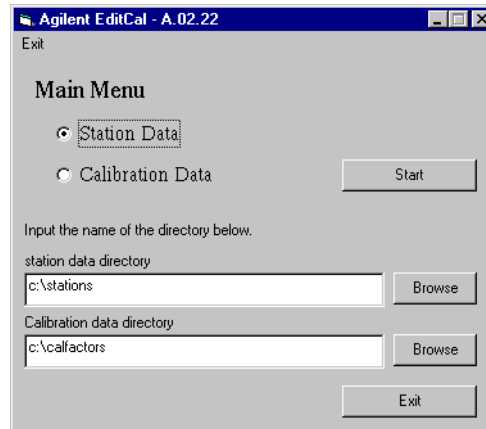 Agilent EditCal - A.02.22
Exit
Main Menu
Station Data
Calibration Data
Start
Input the name of the directory below.
station data directory
c:\stations
Browse
Calibration data directory
c:\calfactors
Browse
Exit